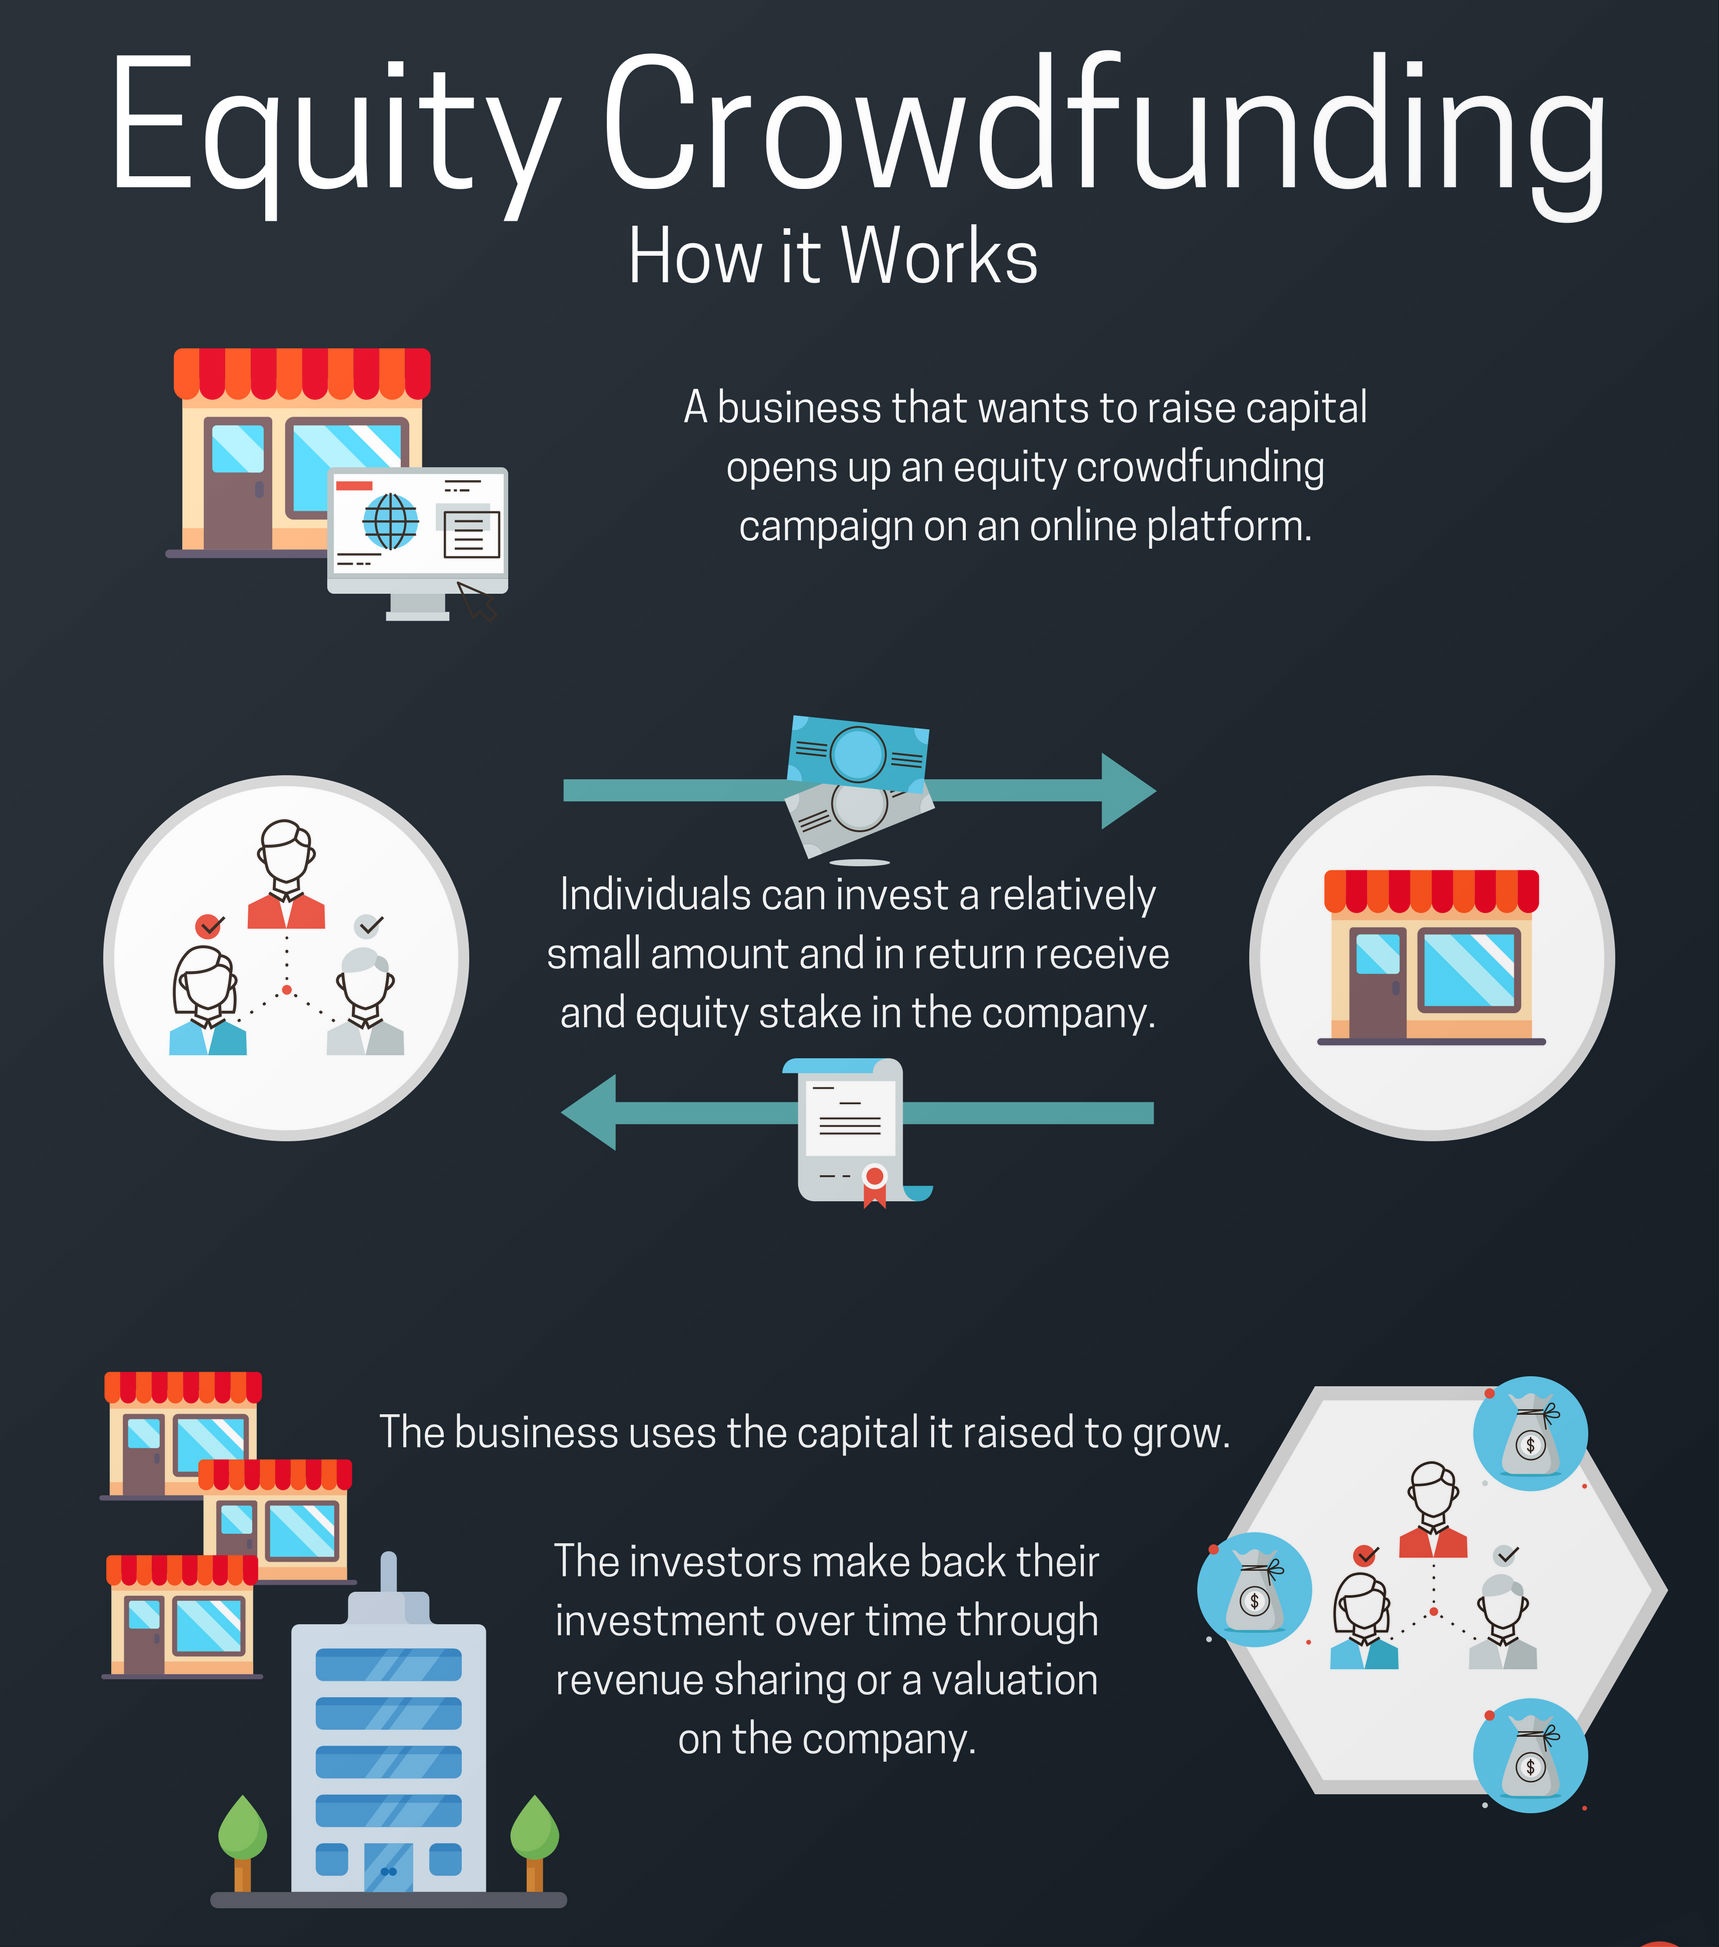 Equity Crowdfunding
How it Works
A business that wants to raise capital
opens up an equity crowdfunding
campaign on an online platform.
Individuals can invest a relatively
small amount and in return receive
and equity stake in the company.
The business uses the capital it raised to grow.
The investors make back their
investment over time through
revenue sharing or a valuation
on the company.
$
$
$